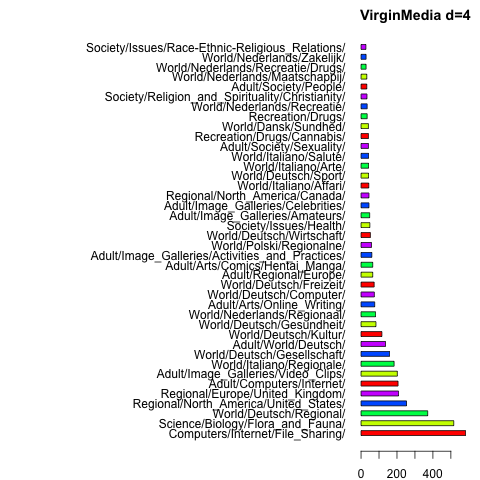 VirginMedia d=4
Society/Issues/Race-Ethnic-Religious_Relations/
World/Nederlands/Zakelijk/
World/Nederlands/Recreatie/Drugs/
World/Nederlands/Maatschappij/
Adult/Society/People/
Society/Religion_and_Spirituality/Christianity/
World/Nederlands/Recreatie/
Recreation/Drugs/
World/Dansk/Sundhed/
Recreation/Drugs/Cannabis/
Adult/Society/Sexuality/
World/Italiano/Salute/
World/Italiano/Arte/
World/Deutsch/Sport/
World/Italiano/Affari/
Regional/North_America/Canada/
Adult/Image_Galleries/Celebrities/
Adult/Image_Galleries/Amateurs/
Society/Issues/Health/
World/Deutsch/Wirtschaft/
World/Polski/Regionalne/
Adult/Image_Galleries/Activities_and_Practices/
Adult/Arts/Comics/Hentai_Manga/
Adult/Regional/Europe/
World/Deutsch/Freizeit/
World/Deutsch/Computer/
Adult/Arts/Online_Writing/
World/Nederlands/Regionaal/
World/Deutsch/Gesundheit/
World/Deutsch/Kultur/
Adult/World/Deutsch/
World/Deutsch/Gesellschaft/
World/Italiano/Regionale/
Adult/Image_Galleries/Video_Clips/
Adult/Computers/Internet/
Regional/Europe/United_Kingdom/
Regional/North_America/United_States/
World/Deutsch/Regional/
Science/Biology/Flora_and_Fauna/
Computers/Internet/File_Sharing/
0 200 400